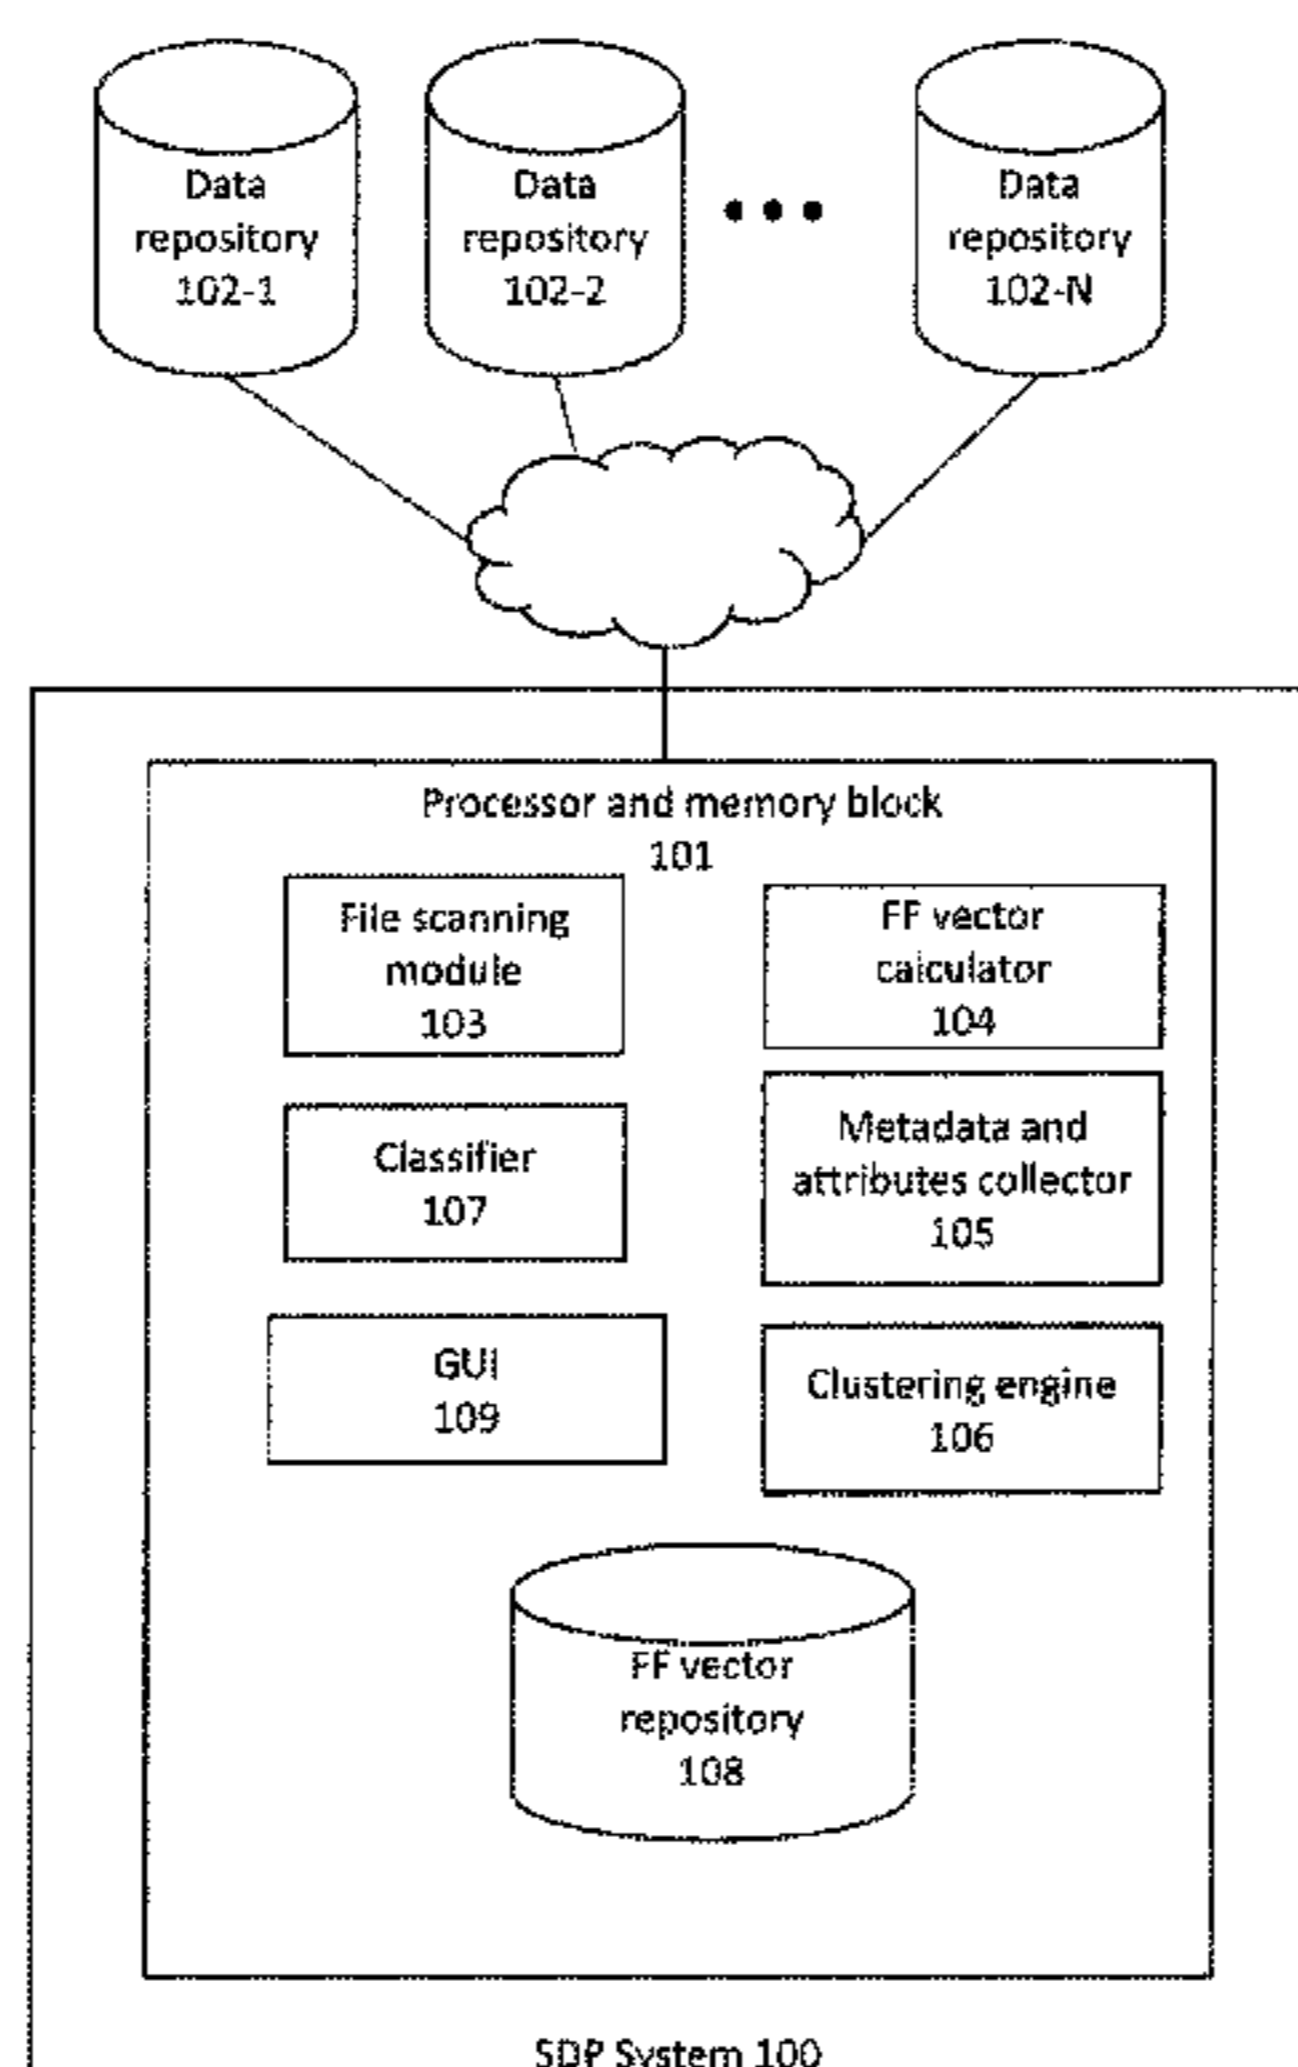 Data
repository
102-1
Data
repository
102-2
Data
repository
102-N
Processor and memory block
101
File scanning
module
103
FF vector
calculator
104
Classifier
107
Metadata and
attributes collector
105
GUI
109
Clustering engine
106
FF vector
repository
108
SDP System 100